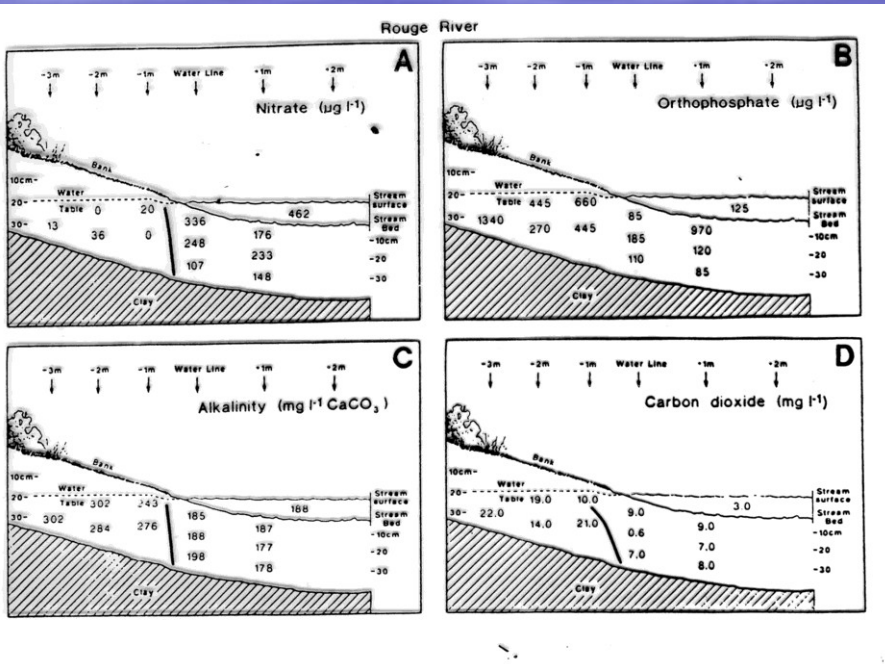 Rouge River
A
-3m -2m -1m Water Line +1m +2m
Nitrate (µg l-1)
Bank
10cm-
Water
Table
20-
30-
0 20
13
36 0
336
248
107
462
176
233
148
Stream
surface
Stream
Bed
-10cm
-20
-30
Clay
B
-3m -2m -1m Water Line +1m +2m
Orthophosphate (µg l-1)
Bank
10cm-
Water
Table
20-
30-
445 660
1340
270 445
85
185
110
125
970
120
85
Stream
surface
Stream
Bed
-10cm
-20
-30
Clay
C
-3m -2m -1m Water Line +1m +2m
Alkalinity (mg l-1 CaCO3)
Bank
10cm-
Water
Table
20-
30-
302 243
302
284 276
185
188
198
188
187
177
178
Stream
surface
Stream
Bed
-10cm
-20
-30
Clay
D
-3m -2m -1m Water Line +1m +2m
Carbon dioxide (mg l-1)
Bank
10cm-
Water
Table
20-
30-
19.0 10.0
22.0
14.0 21.0
9.0
0.6
7.0
3.0
9.0
7.0
8.0
Stream
surface
Stream
Bed
-10cm
-20
-30
Clay